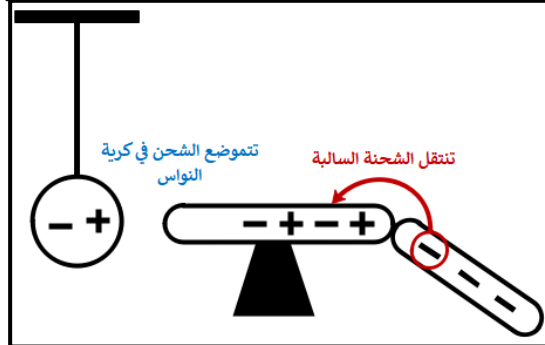 تتموضع الشحن في كرية
النواس
تنتقل الشحنة السالبة
− +
− + − +
− − −